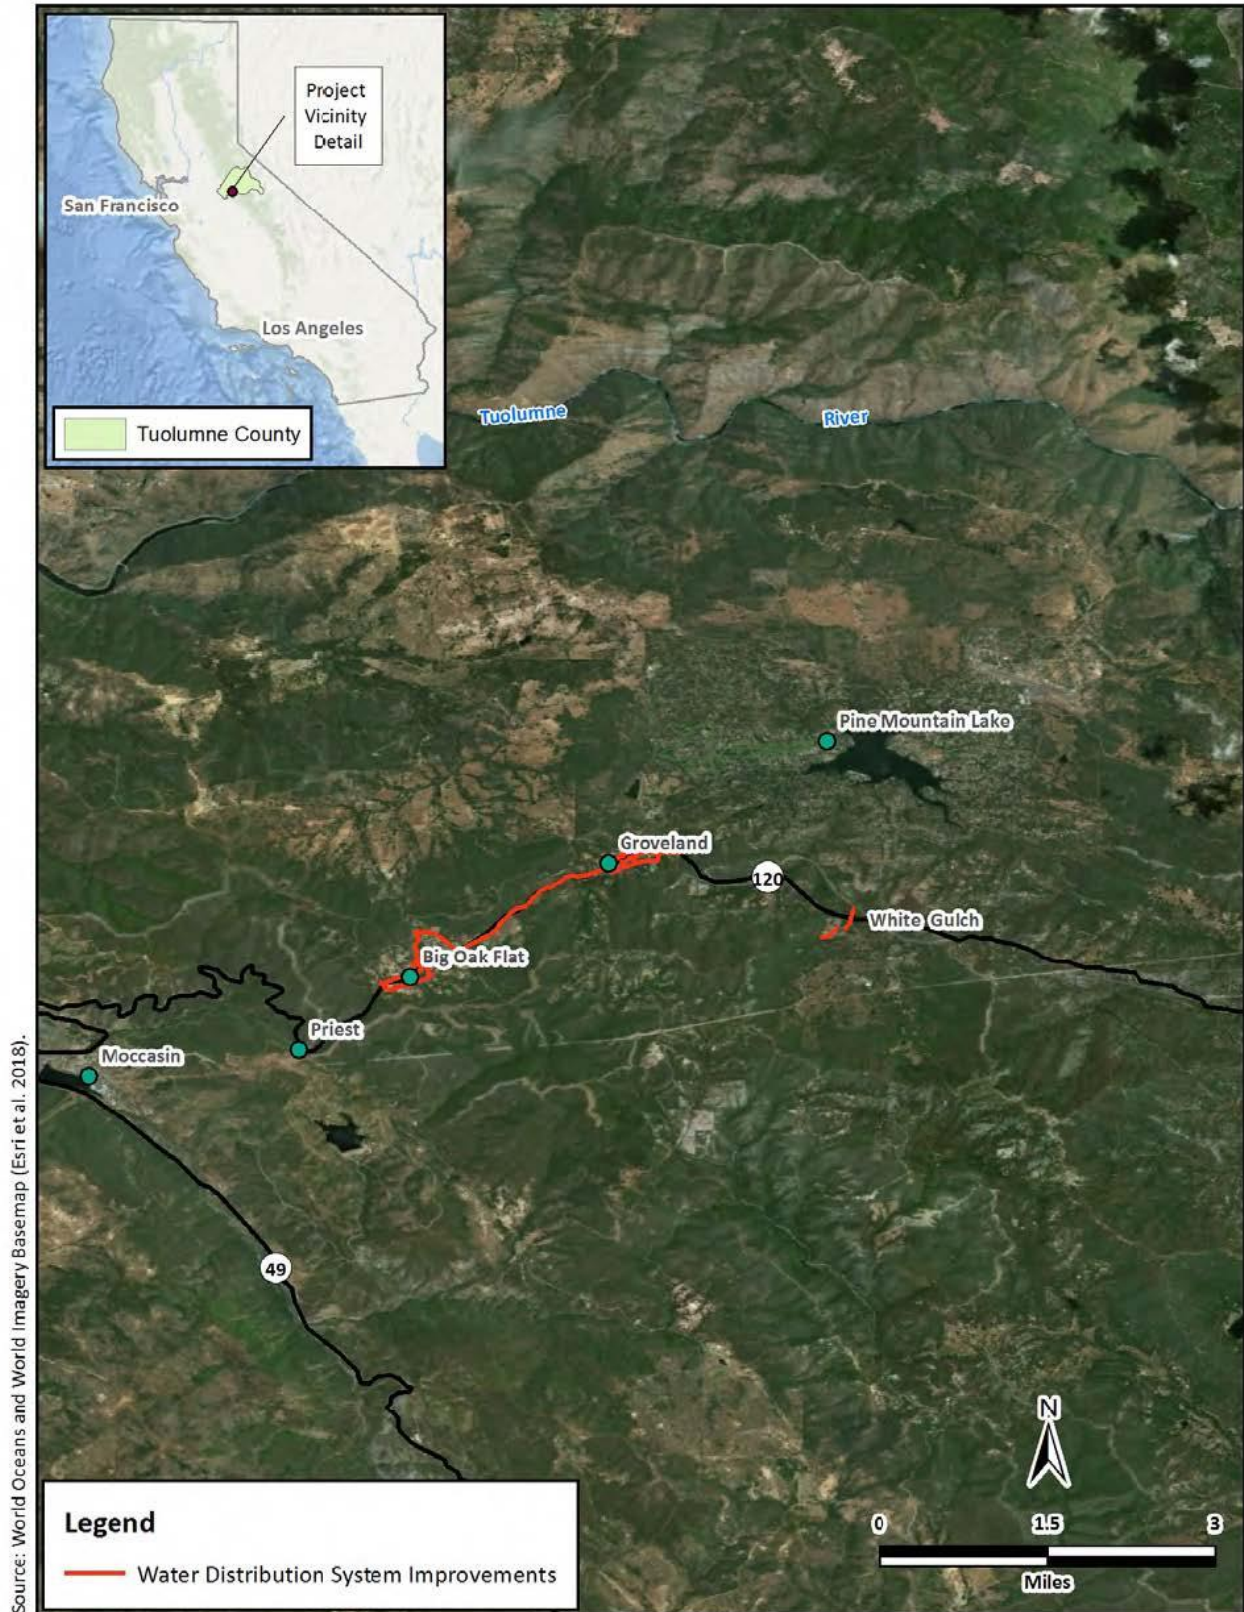 Project
Vicinity
Detail
San Francisco
Los Angeles
Tuolumne County
Tuolumne
River
Pine Mountain Lake
Groveland
120
White Gulch
Big Oak Flat
Priest
Moccasin
49
N
0 1.5 3
Miles
Legend
Water Distribution System Improvements
Source: World Oceans and World Imagery Basemap (Esri et al. 2018).